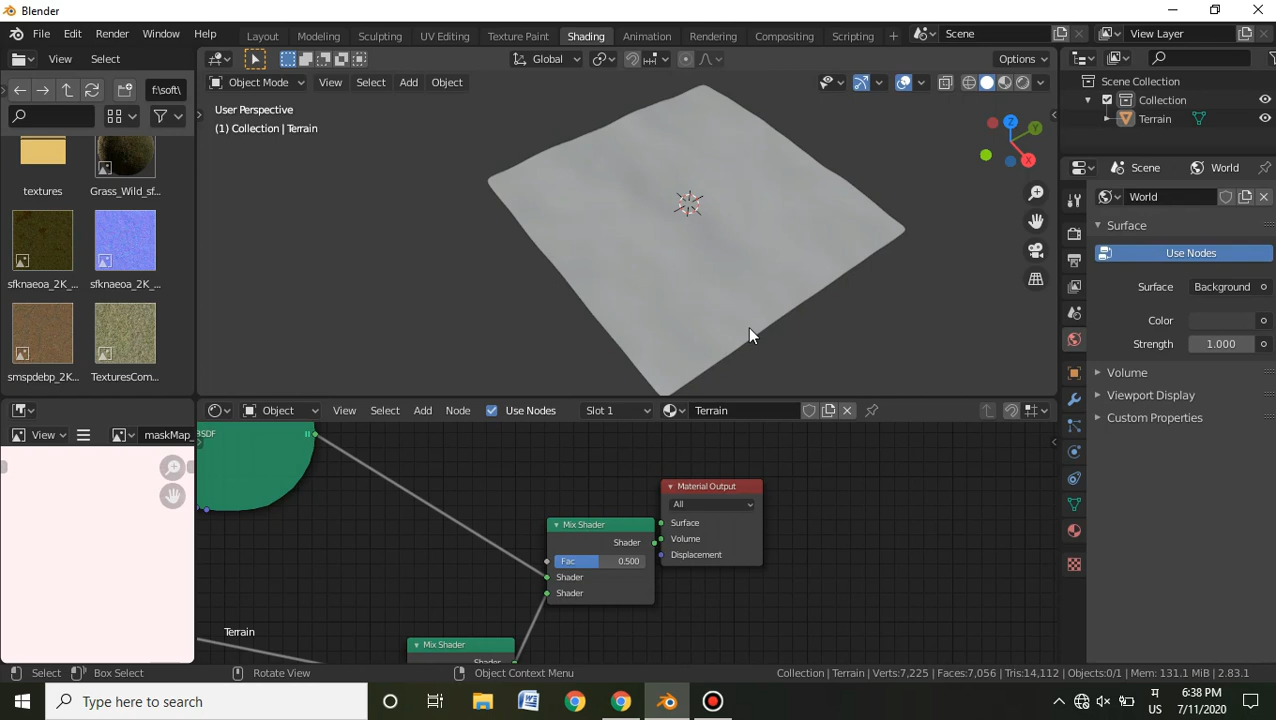 Blender
File Edit Render Window Help
Layout Modeling Sculpting UV Editing Texture Paint Shading Animation Rendering Compositing Scripting +
Scene
View Layer
View Select
Global
Options
f:\soft\
Object Mode View Select Add Object
User Perspective
(1) Collection | Terrain
Z
Y
X
textures
Grass_Wild_sf...
sfknaeoa_2K_...
sfknaeoa_2K_...
smspdebp_2K...
TexturesCom...
Scene Collection
Collection
Terrain
Scene
World
World
Surface
Use Nodes
Surface Background
Color
Strength 1.000
Volume
Viewport Display
Custom Properties
Object View Select Add Node Use Nodes Slot 1 Terrain
View maskMap_
BSDF
Material Output
All
Surface
Volume
Displacement
Mix Shader
Shader
Fac 0.500
Shader
Shader
Terrain
Mix Shader
Shader
Select Box Select Rotate View Object Context Menu
Collection | Terrain | Verts:7,225 | Faces:7,056 | Tris:14,112 | Objects:0/1 | Mem: 131.1 MiB | 2.83.1
Type here to search
य
US
6:38 PM
7/11/2020